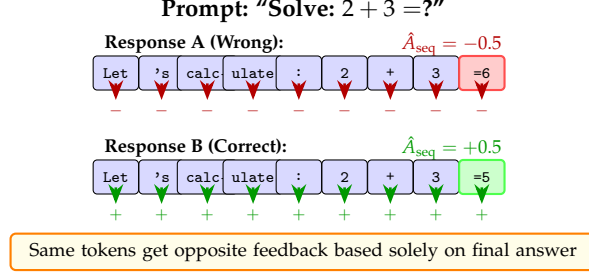 Prompt: “Solve: 2 + 3 =?”
Response A (Wrong): Â_seq = −0.5
Let 's calc ulate : 2 + 3 =6
− − − − − − − − −
Response B (Correct): Â_seq = +0.5
Let 's calc ulate : 2 + 3 =5
+ + + + + + + + +
Same tokens get opposite feedback based solely on final answer